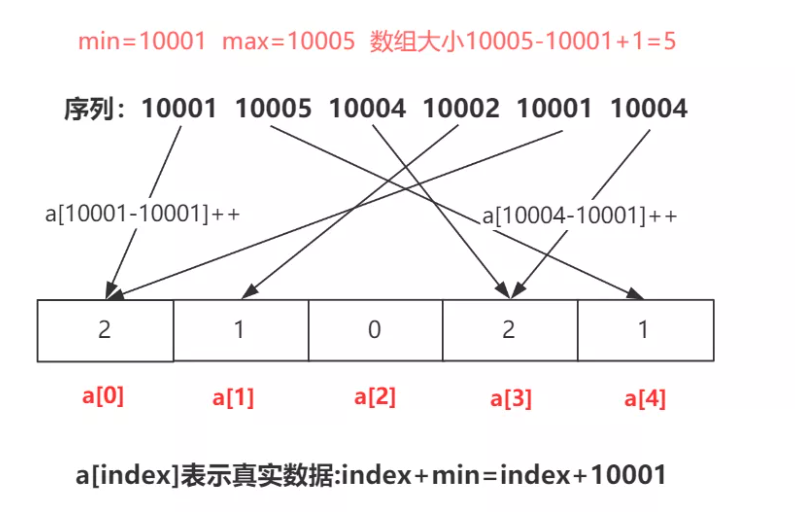 min=10001 max=10005 数组大小10005-10001+1=5
序列：10001 10005 10004 10002 10001 10004
a[10001-10001]++ a[10004-10001]++
2 1 0 2 1
a[0] a[1] a[2] a[3] a[4]
a[index]表示真实数据:index+min=index+10001